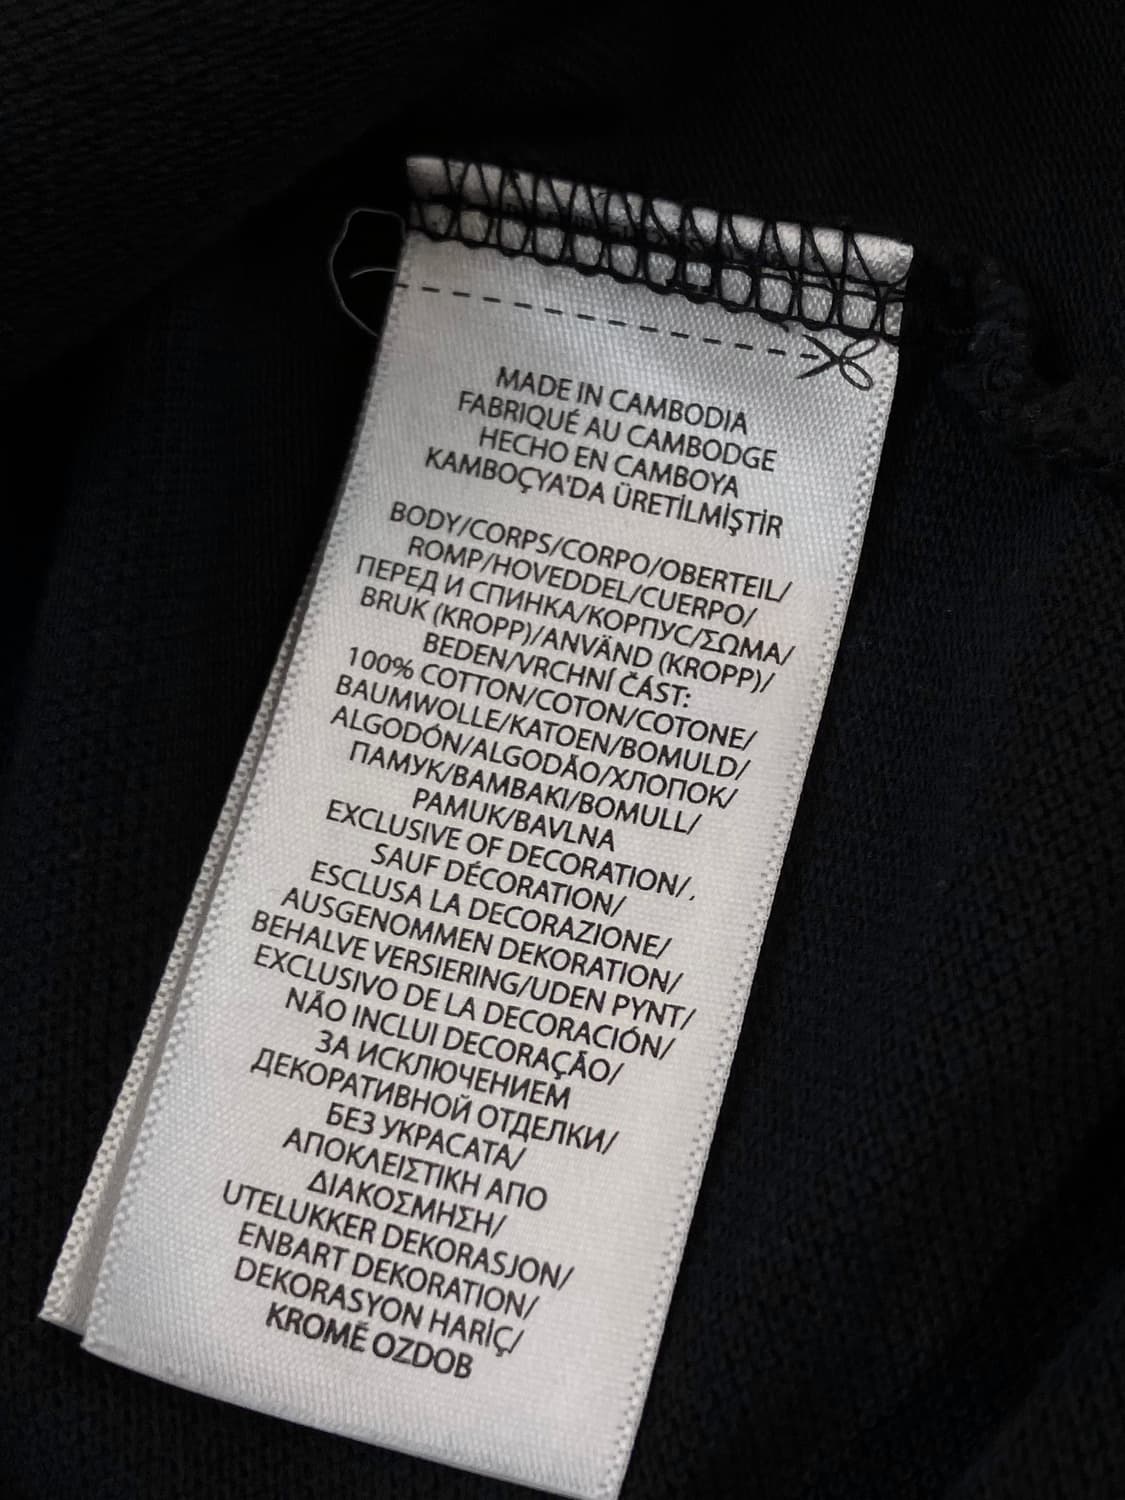 MADE IN CAMBODIA
FABRIQUÉ AU CAMBODGE
HECHO EN CAMBOYA
KAMBOÇYA'DA ÜRETİLMİŞTİR
BODY/CORPS/CORPO/OBERTEIL/
ROMP/HOVEDDEL/CUERPO/
ПЕРЕД И СПИНКА/КОРПУС/ΣΩΜΑ/
BRUK (KROPP)/ANVÄND (KROPP)/
BEDEN/VRCHNÍ ČÁST:
100% COTTON/COTON/COTONE/
BAUMWOLLE/KATOEN/BOMULD/
ALGODÓN/ALGODÃO/ХЛОПОК/
ПАМУК/BAMBAKI/BOMULL/
PAMUK/BAVLNA
EXCLUSIVE OF DECORATION/.
SAUF DÉCORATION/
ESCLUSA LA DECORAZIONE/
AUSGENOMMEN DEKORATION/
BEHALVE VERSIERING/UDEN PYNT/
EXCLUSIVO DE LA DECORACIÓN/
NÃO INCLUI DECORAÇÃO/
ЗА ИСКЛЮЧЕНИЕМ
ДЕКОРАТИВНОЙ ОТДЕЛКИ/
БЕЗ УКРАСАТА/
ΑΠΟΚΛΕΙΣΤΙΚΗ ΑΠΟ
ΔΙΑΚΟΣΜΗΣΗ/
UTELUKKER DEKORASJON/
ENBART DEKORATION/
DEKORASYON HARİÇ/
KROMĚ OZDOB